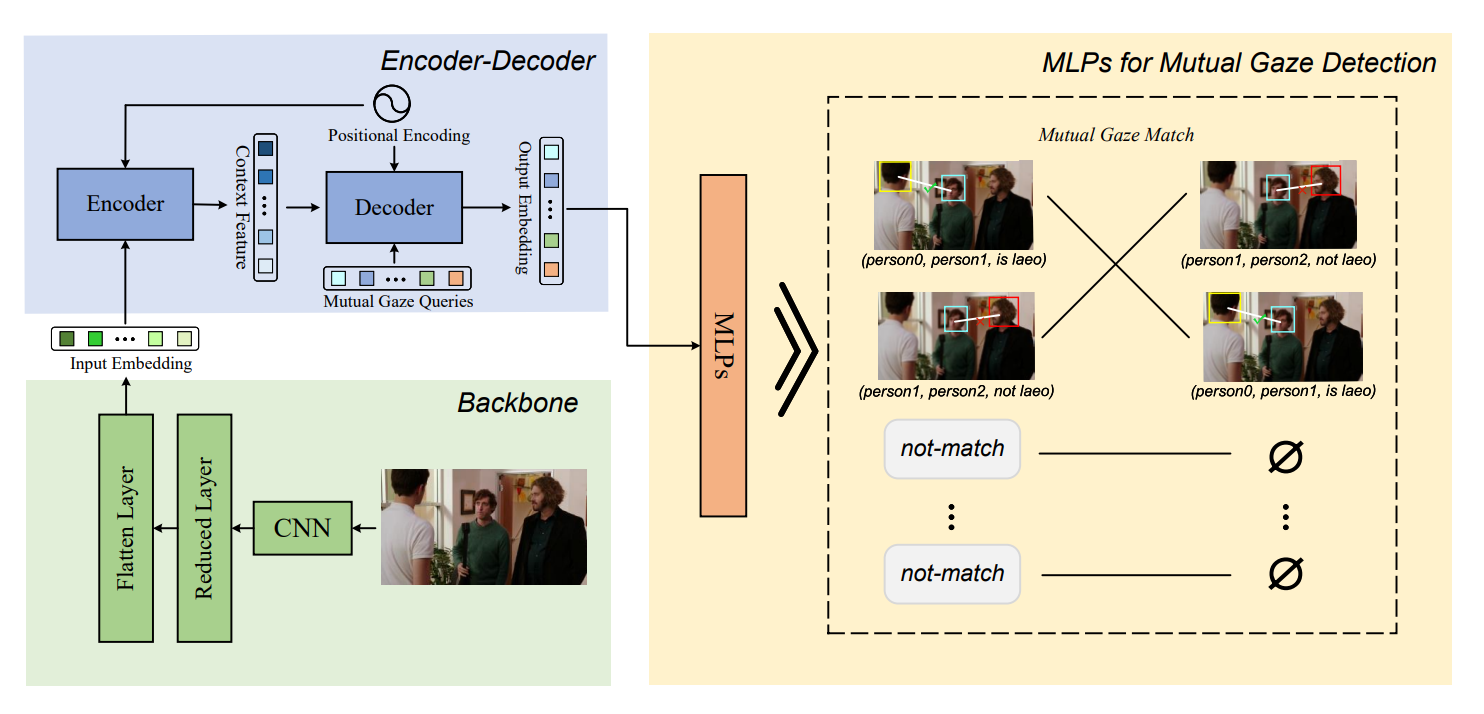 Encoder-Decoder
Positional Encoding
Encoder
Context Feature
Decoder
Output Embedding
Mutual Gaze Queries
Input Embedding
Backbone
Flatten Layer
Reduced Layer
CNN
MLPs for Mutual Gaze Detection
MLPs
Mutual Gaze Match
(person0, person1, is laeo)
(person1, person2, not laeo)
(person1, person2, not laeo)
(person0, person1, is laeo)
not-match
∅
not-match
∅